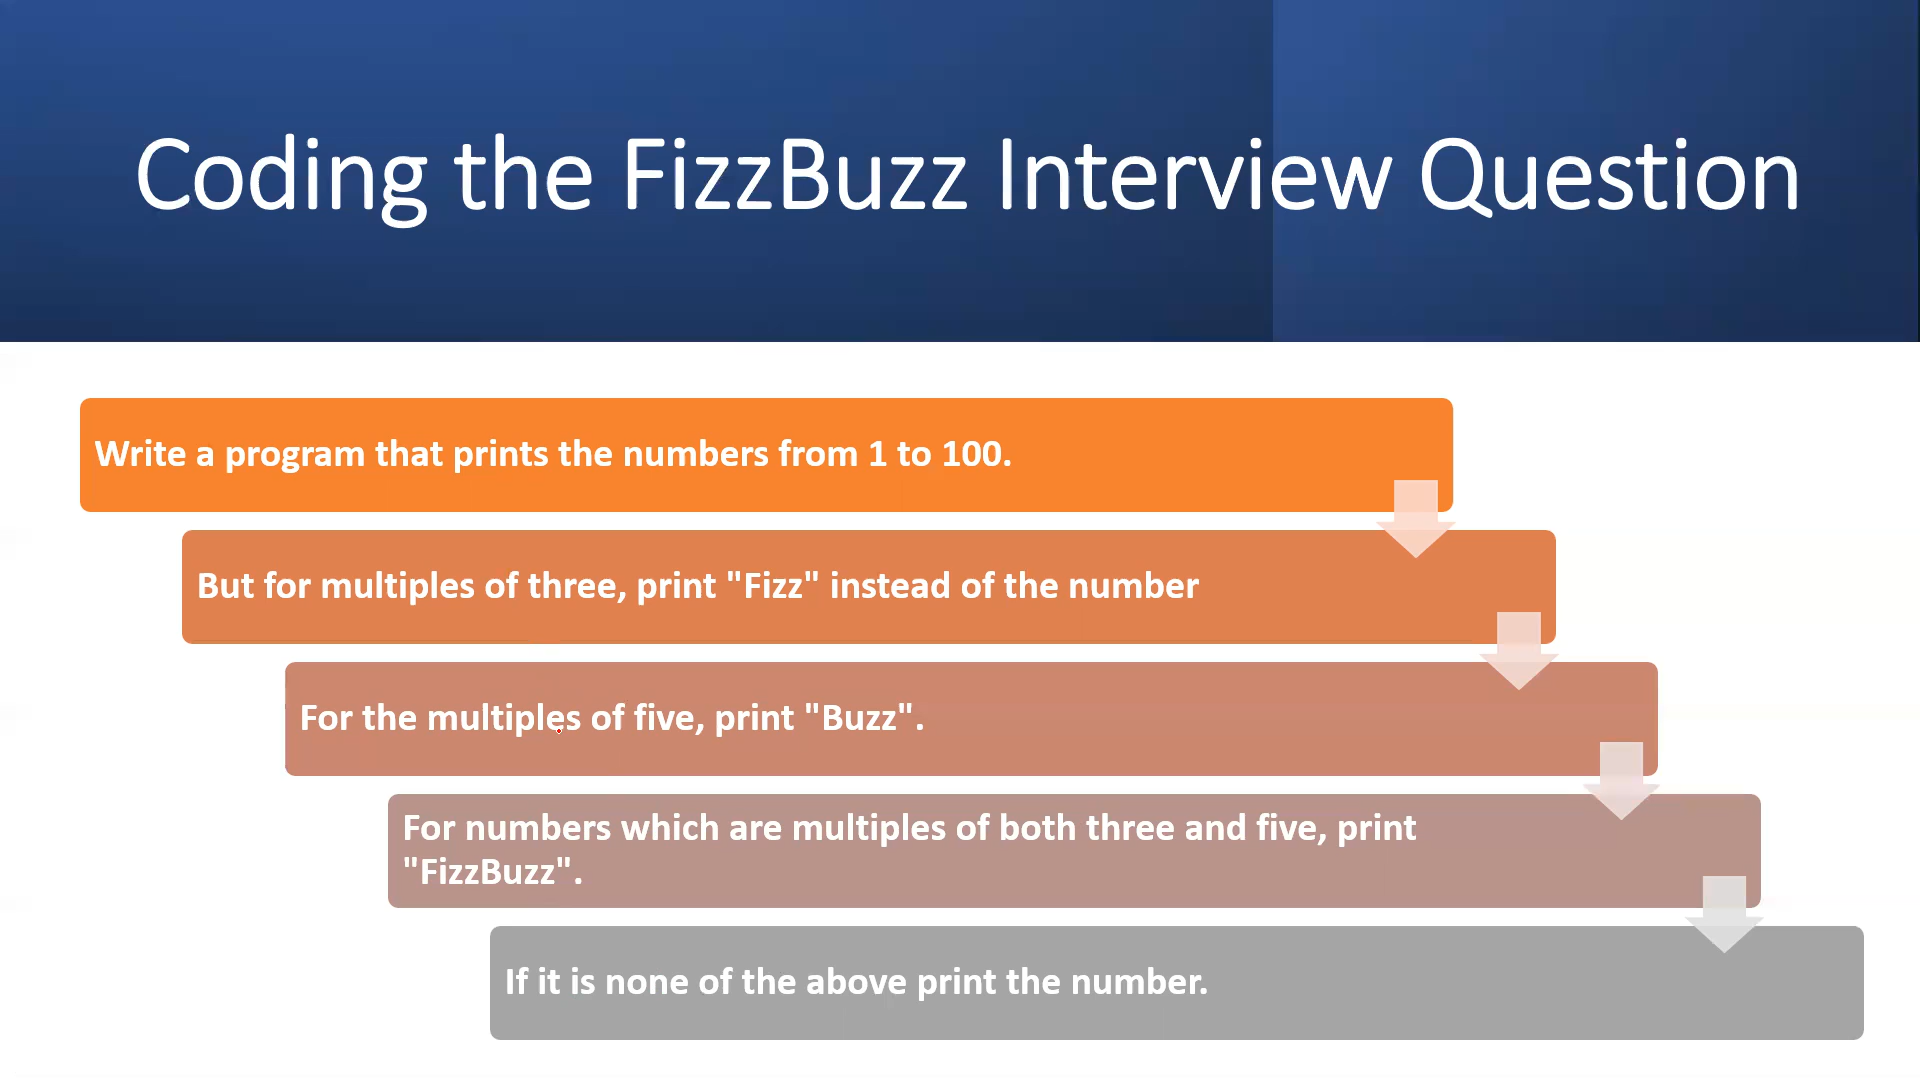 Coding the FizzBuzz Interview Question
Write a program that prints the numbers from 1 to 100.
But for multiples of three, print "Fizz" instead of the number
For the multiples of five, print "Buzz".
For numbers which are multiples of both three and five, print
"FizzBuzz".
If it is none of the above print the number.